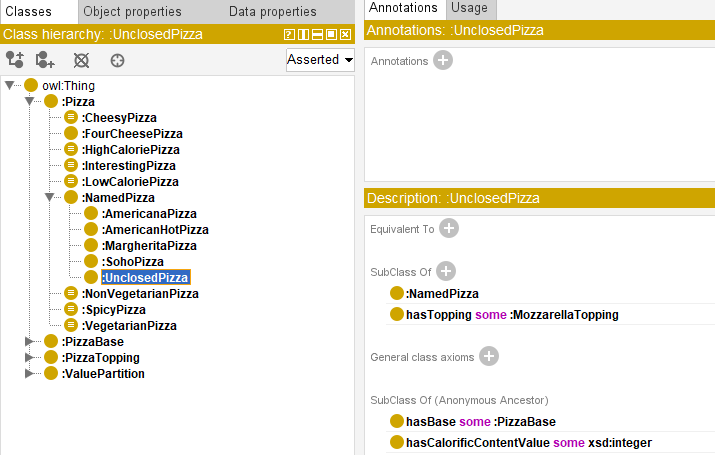 Classes
Object properties
Data properties
Class hierarchy: :UnclosedPizza
Asserted
owl:Thing
:Pizza
:CheesyPizza
:FourCheesePizza
:HighCaloriePizza
:InterestingPizza
:LowCaloriePizza
:NamedPizza
:AmericanaPizza
:AmericanHotPizza
:MargheritaPizza
:SohoPizza
:UnclosedPizza
:NonVegetarianPizza
:SpicyPizza
:VegetarianPizza
:PizzaBase
:PizzaTopping
:ValuePartition
Annotations
Usage
Annotations: :UnclosedPizza
Annotations
Description: :UnclosedPizza
Equivalent To
SubClass Of
:NamedPizza
hasTopping some :MozzarellaTopping
General class axioms
SubClass Of (Anonymous Ancestor)
hasBase some :PizzaBase
hasCalorificContentValue some xsd:integer